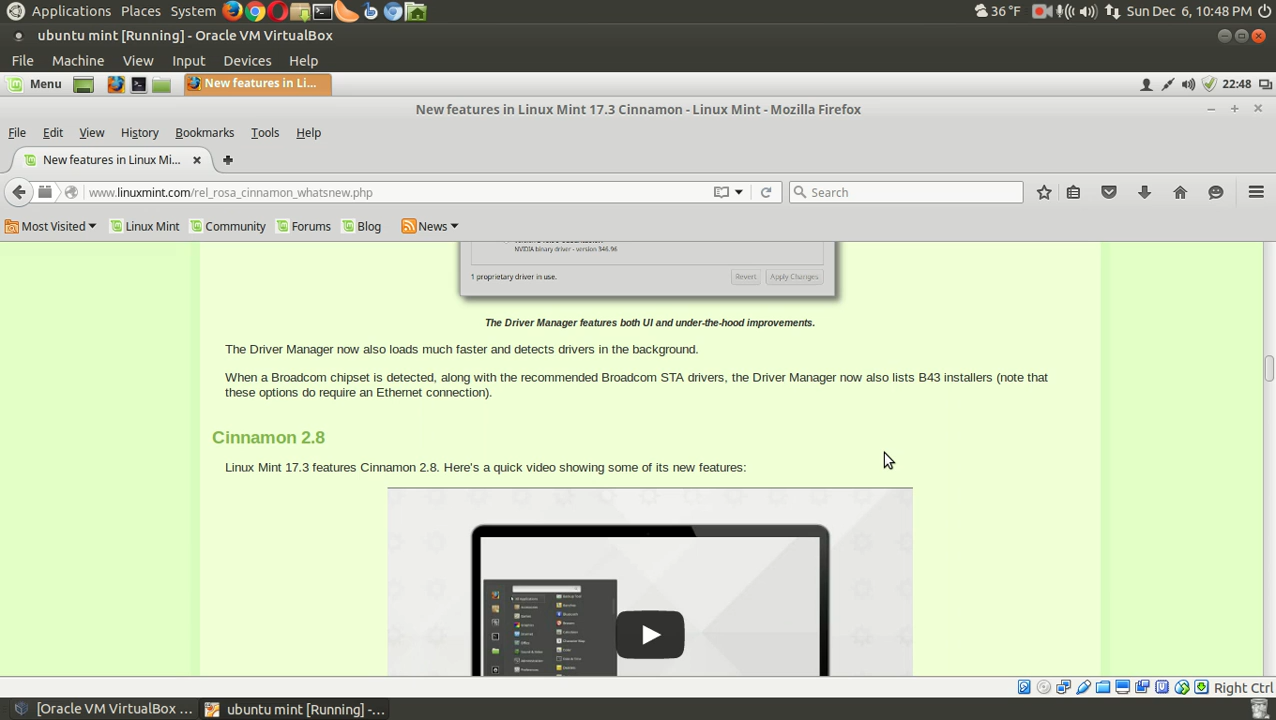 Applications Places System 36 °F Sun Dec 6, 10:48 PM
ubuntu mint [Running] - Oracle VM VirtualBox
File Machine View Input Devices Help
Menu New features in Li... 22:48
New features in Linux Mint 17.3 Cinnamon - Linux Mint - Mozilla Firefox
File Edit View History Bookmarks Tools Help
New features in Linux Mi...
www.linuxmint.com/rel_rosa_cinnamon_whatsnew.php Search
Most Visited Linux Mint Community Forums Blog News
NVIDIA binary driver - version 346.96
1 proprietary driver in use. Revert Apply Changes
The Driver Manager features both UI and under-the-hood improvements.
The Driver Manager now also loads much faster and detects drivers in the background.
When a Broadcom chipset is detected, along with the recommended Broadcom STA drivers, the Driver Manager now also lists B43 installers (note that
these options do require an Ethernet connection).
Cinnamon 2.8
Linux Mint 17.3 features Cinnamon 2.8. Here's a quick video showing some of its new features:
Right Ctrl
[Oracle VM VirtualBox ... ubuntu mint [Running] -...